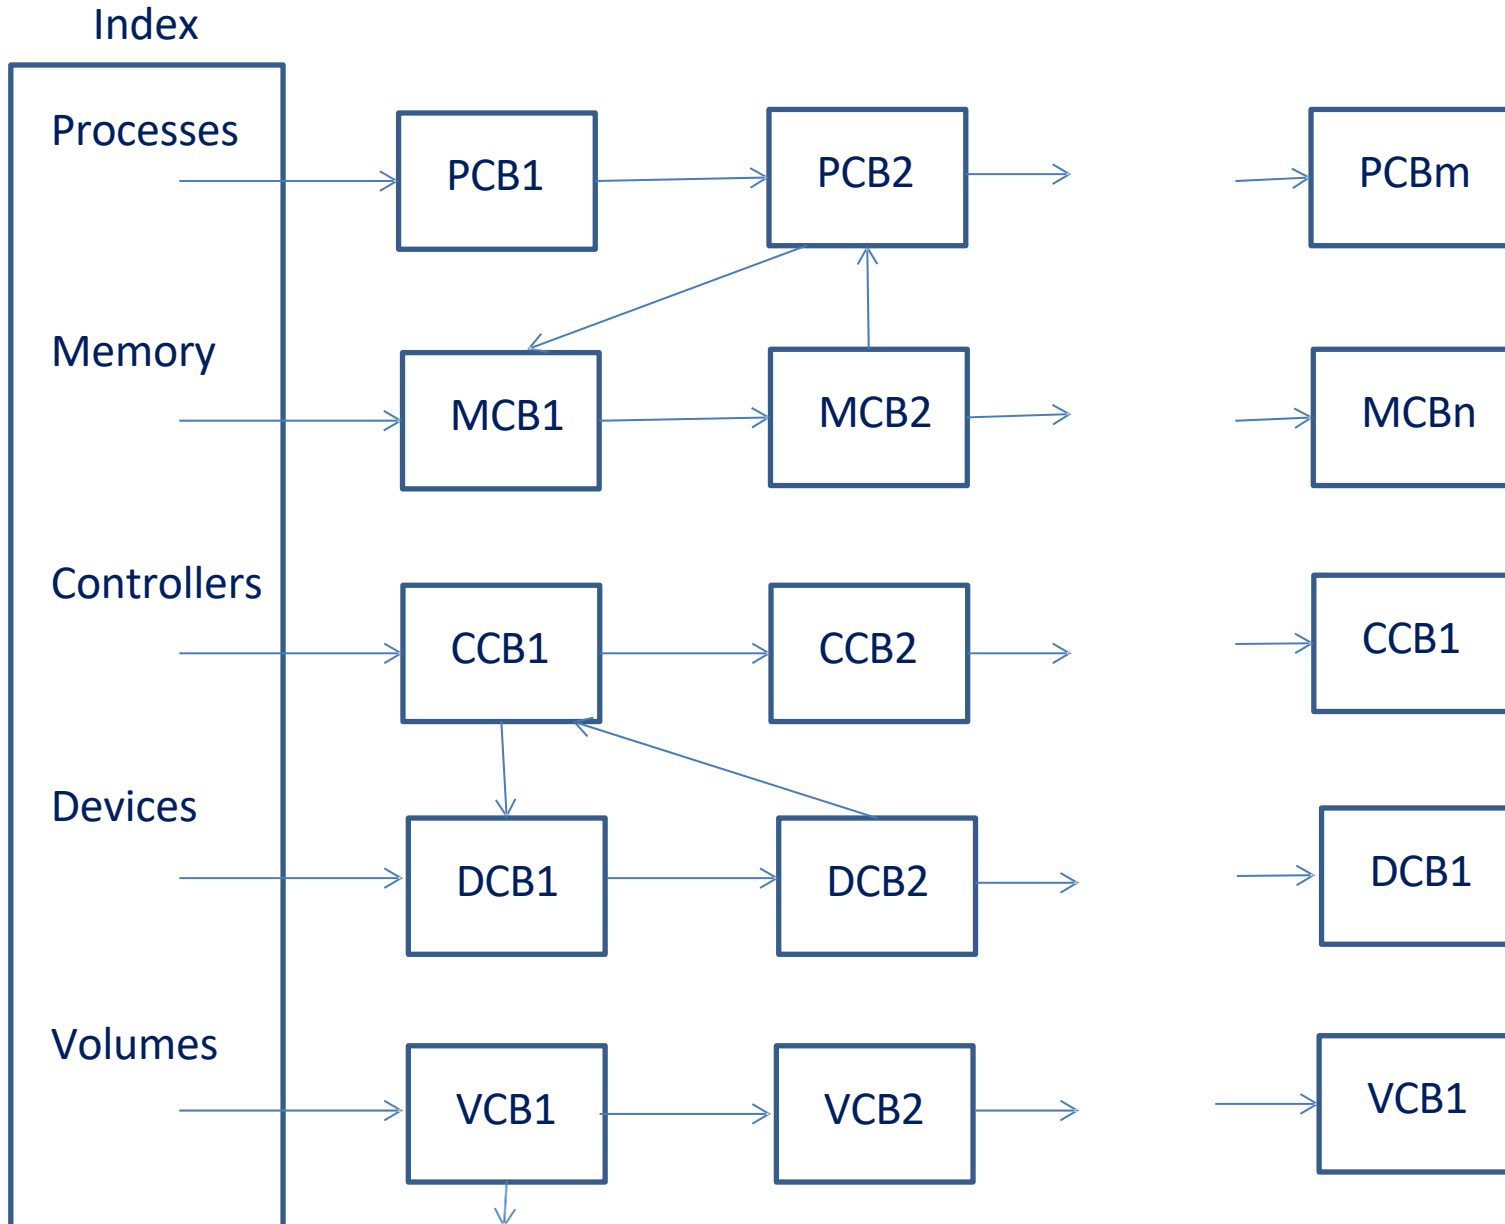 Index
Processes
PCB1 PCB2 PCBm
Memory
MCB1 MCB2 MCBn
Controllers
CCB1 CCB2 CCB1
Devices
DCB1 DCB2 DCB1
Volumes
VCB1 VCB2 VCB1